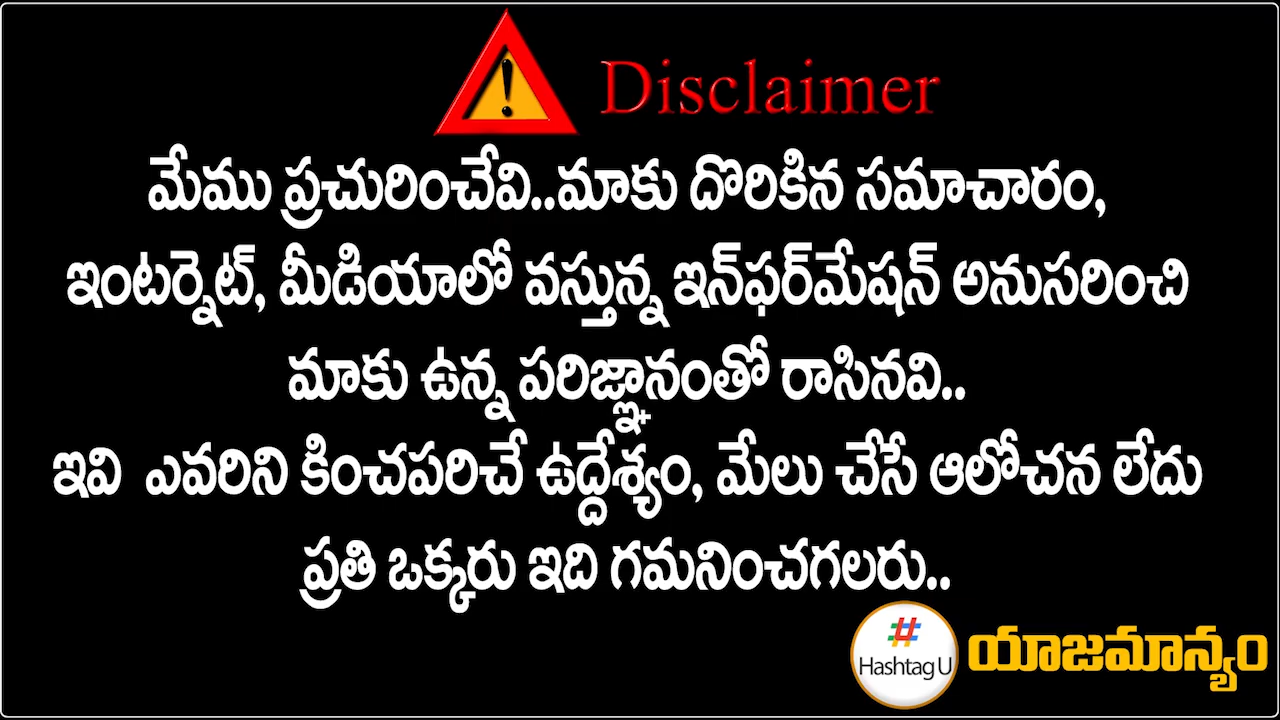 Disclaimer
మేము ప్రచురించేవి..మాకు దొరికిన సమాచారం,
ఇంటర్నెట్, మీడియాలో వస్తున్న ఇన్‌ఫర్‌మేషన్ అనుసరించి
మాకు ఉన్న పరిజ్ఞానంతో రాసినవి..
ఇవి ఎవరిని కించపరిచే ఉద్దేశ్యం, మేలు చేసే ఆలోచన లేదు
ప్రతి ఒక్కరు ఇది గమనించగలరు..
#
Hashtag U
యాజమాన్యం